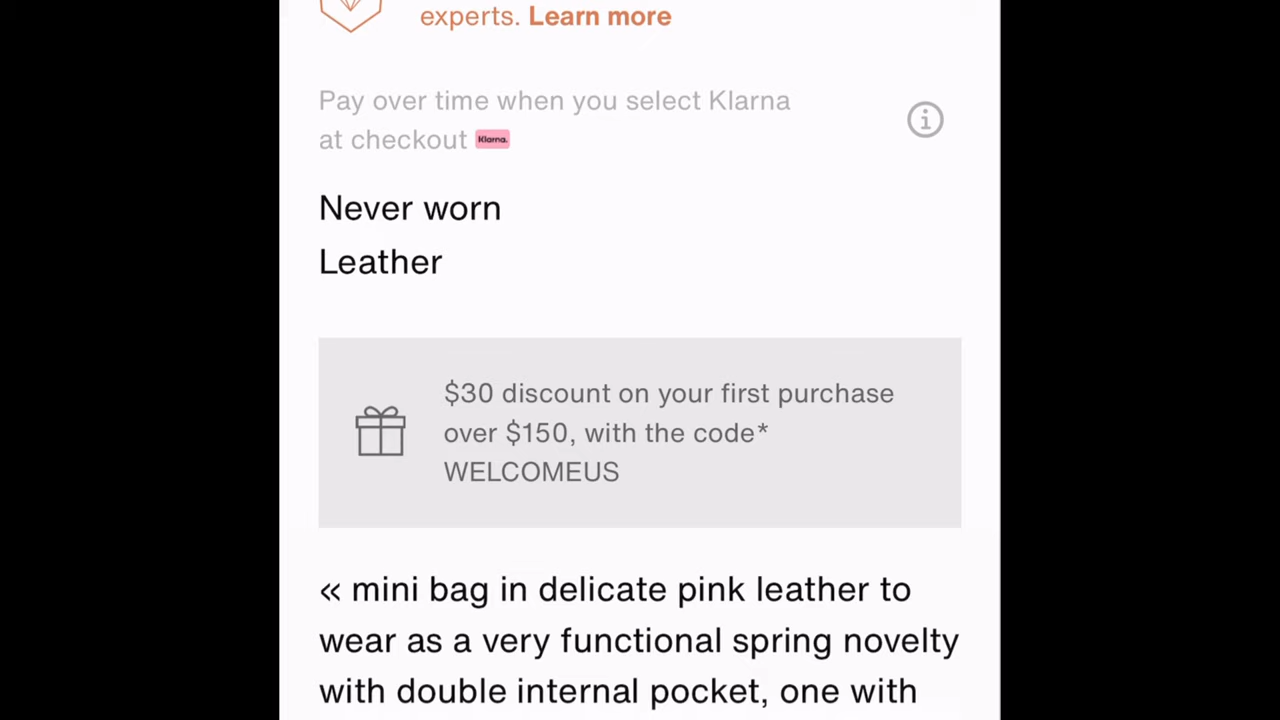 experts. Learn more
Pay over time when you select Klarna
at checkout Klarna.
Never worn
Leather
$30 discount on your first purchase
over $150, with the code*
WELCOMEUS
« mini bag in delicate pink leather to
wear as a very functional spring novelty
with double internal pocket, one with